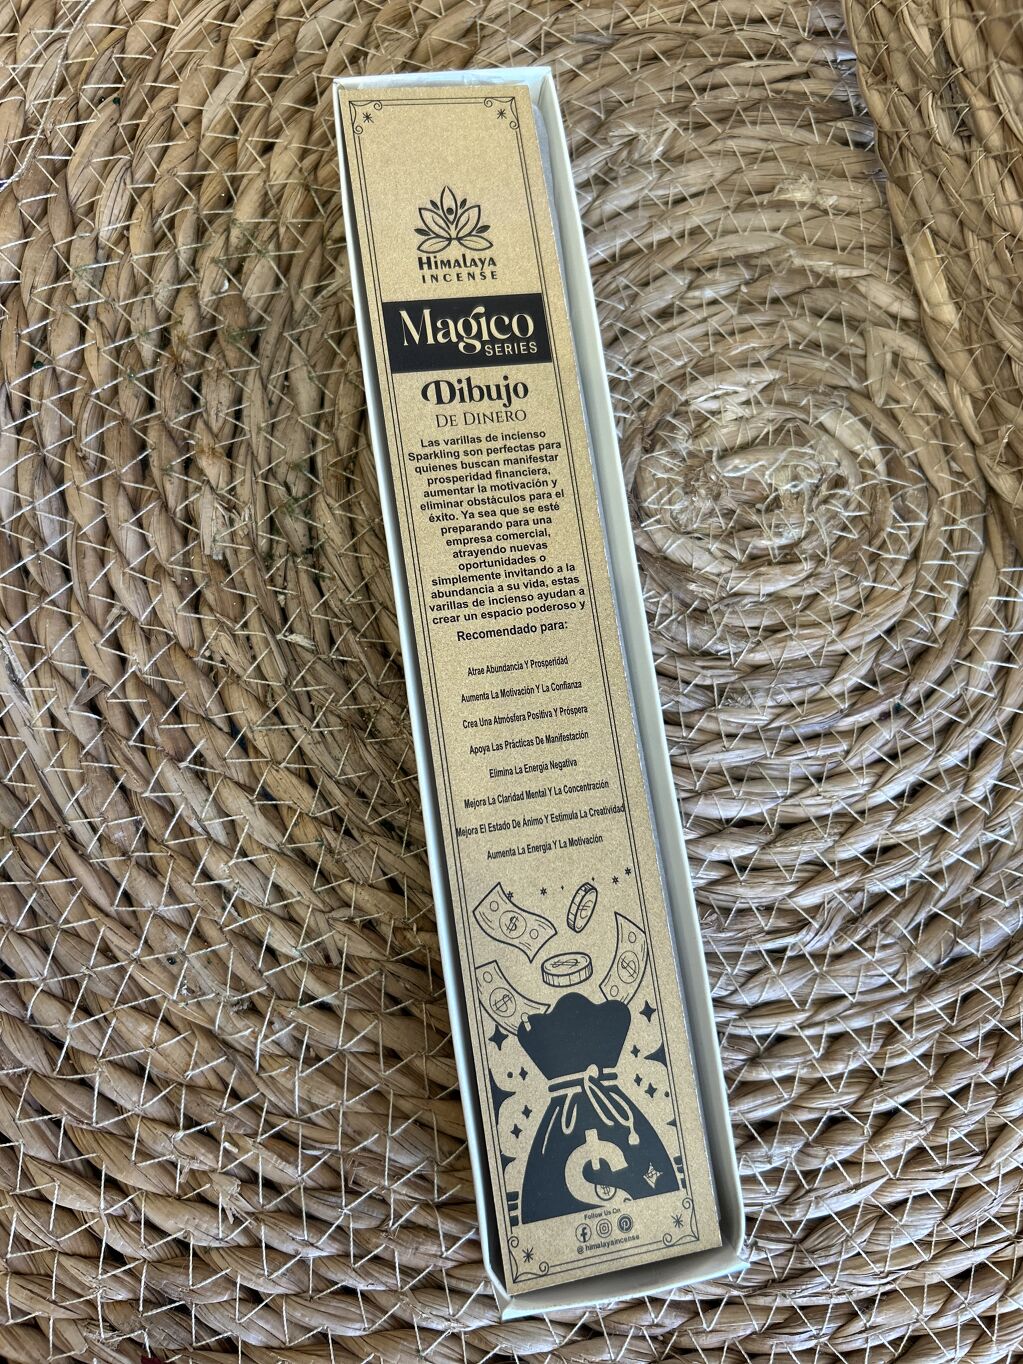 Himalaya
INCENSE
Magico
SERIES
Dibujo
DE DINERO
Las varillas de incienso
Sparkling son perfectas para
quienes buscan manifestar
prosperidad financiera,
aumentar la motivación y
eliminar obstáculos para el
éxito. Ya sea que se esté
preparando para una
empresa comercial,
atrayendo nuevas
oportunidades o
simplemente invitando a la
abundancia a su vida, estas
varillas de incienso ayudan a
crear un espacio poderoso y
Recomendado para:
Atrae Abundancia Y Prosperidad
Aumenta La Motivación Y La Confianza
Crea Una Atmósfera Positiva Y Próspera
Apoya Las Prácticas De Manifestación
Elimina La Energía Negativa
Mejora La Claridad Mental Y La Concentración
Mejora El Estado De Animo Y Estimula La Creatividad
Aumenta La Energía Y La Motivación
Follow Us On
@himalayaincense